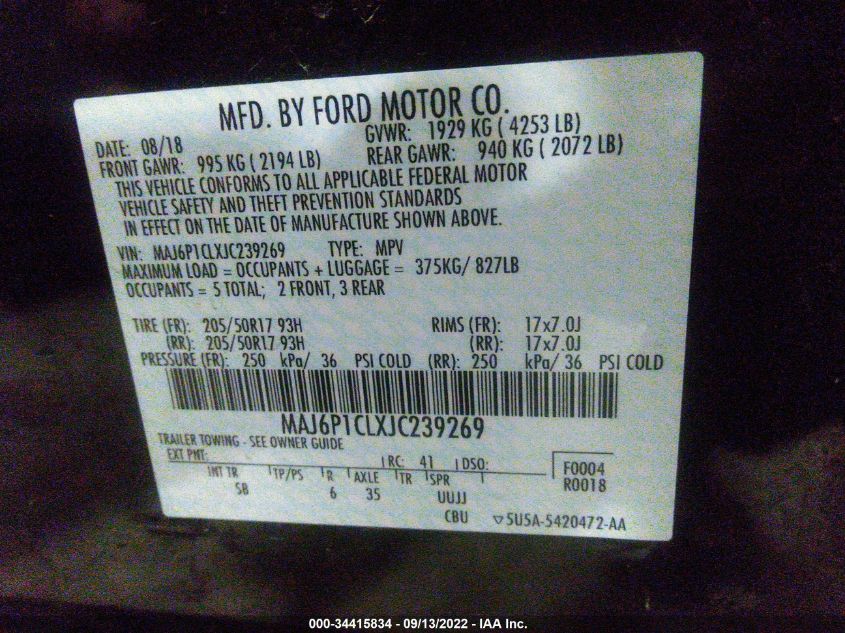 MFD. BY FORD MOTOR CO.
DATE: 08/18 GVWR: 1929 KG ( 4253 LB)
FRONT GAWR: 995 KG ( 2194 LB) REAR GAWR: 940 KG ( 2072 LB)
THIS VEHICLE CONFORMS TO ALL APPLICABLE FEDERAL MOTOR
VEHICLE SAFETY AND THEFT PREVENTION STANDARDS
IN EFFECT ON THE DATE OF MANUFACTURE SHOWN ABOVE.
VIN: MAJ6P1CLXJC239269 TYPE: MPV
MAXIMUM LOAD = OCCUPANTS + LUGGAGE = 375KG/ 827LB
OCCUPANTS = 5 TOTAL; 2 FRONT, 3 REAR
TIRE (FR): 205/50R17 93H RIMS (FR): 17x7.0J
(RR): 205/50R17 93H (RR): 17x7.0J
PRESSURE (FR): 250 kPa/ 36 PSI COLD (RR): 250 kPa/ 36 PSI COLD
MAJ6P1CLXJC239269
TRAILER TOWING - SEE OWNER GUIDE
EXT PNT: RC: 41 DSO: F0004
INT TR TP/PS R AXLE TR SPR R0018
SB 6 35 UUJJ
CBU 5U5A-5420472-AA
000-34415834 - 09/13/2022 - IAA Inc.